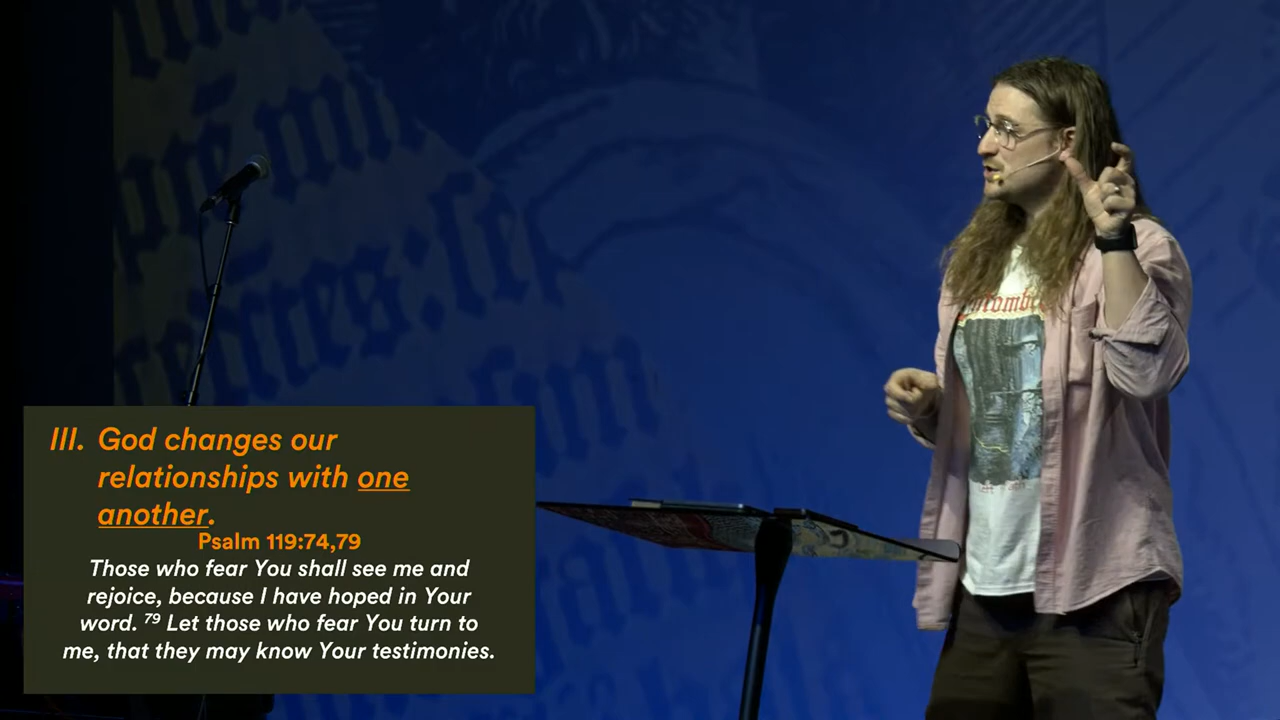 III. God changes our
relationships with one
another.
Psalm 119:74,79
Those who fear You shall see me and
rejoice, because I have hoped in Your
word. ⁷⁹ Let those who fear You turn to
me, that they may know Your testimonies.